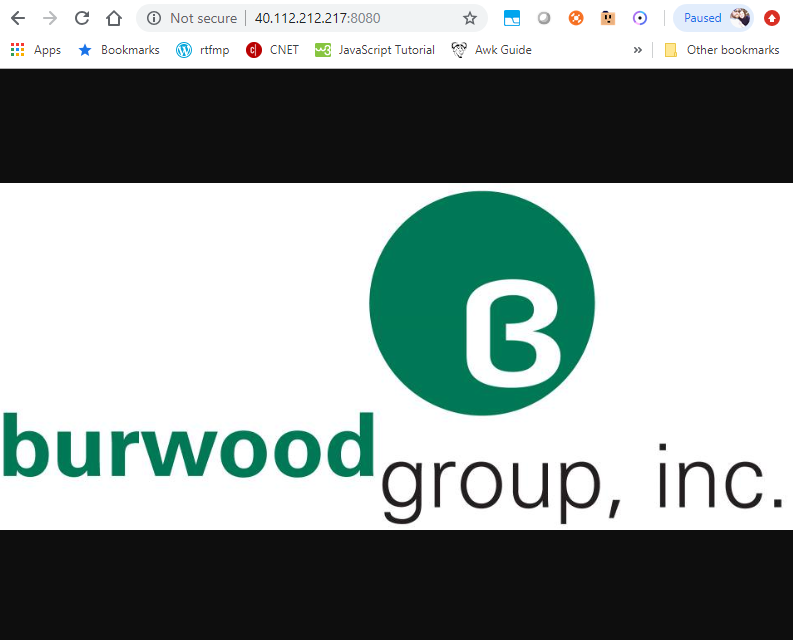 Not secure | 40.112.212.217:8080
Paused
Apps Bookmarks rtfmp CNET JavaScript Tutorial Awk Guide » Other bookmarks
B
burwood
group, inc.